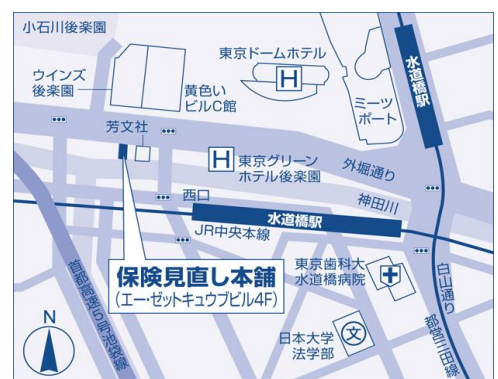 小石川後楽園
東京ドームホテル
H
水道橋駅
ウインズ
後楽園
黄色い
ビルC館
ミーツ
ポート
芳文社
H
東京グリーン
ホテル後楽園
外堀通り
神田川
西口
水道橋駅
JR中央本線
保険見直し本舗
(エー・ゼットキュウブビル4F)
東京歯科大
水道橋病院
白山通り
都営三田線
首都高速5号池袋線
日本大学
法学部
文
N